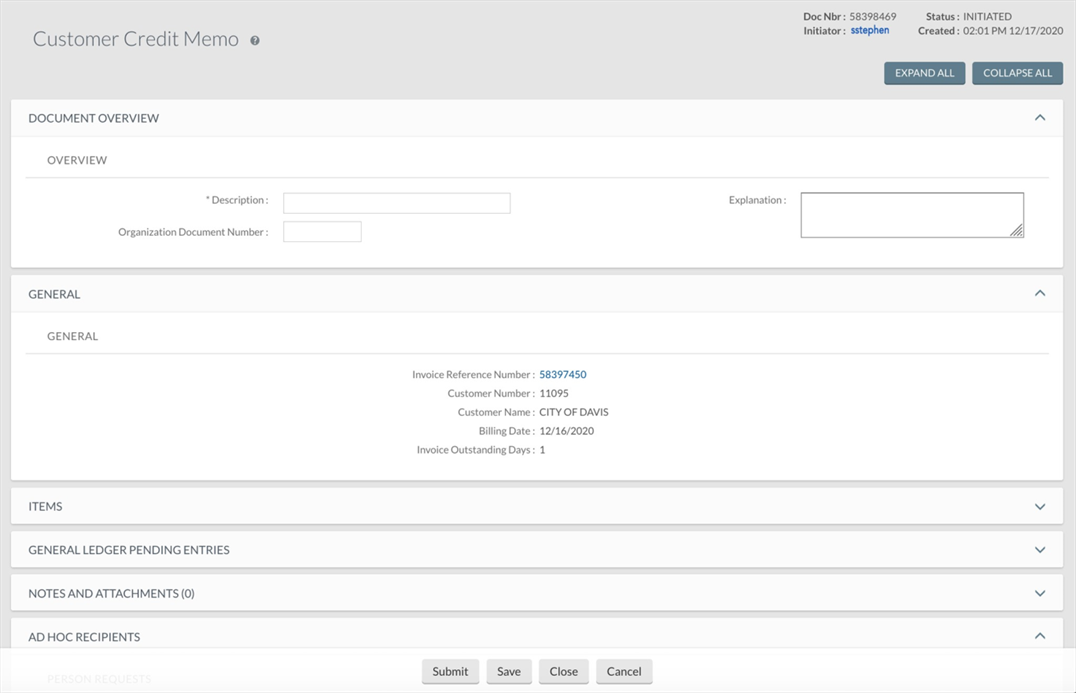 Doc Nbr : 58398469 Status : INITIATED
Customer Credit Memo ?
Initiator : sstephen Created : 02:01 PM 12/17/2020
EXPAND ALL COLLAPSE ALL
DOCUMENT OVERVIEW
OVERVIEW
* Description : Explanation :
Organization Document Number :
GENERAL
GENERAL
Invoice Reference Number : 58397450
Customer Number : 11095
Customer Name : CITY OF DAVIS
Billing Date : 12/16/2020
Invoice Outstanding Days : 1
ITEMS
GENERAL LEDGER PENDING ENTRIES
NOTES AND ATTACHMENTS (0)
AD HOC RECIPIENTS
PERSON REQUESTS
Submit Save Close Cancel